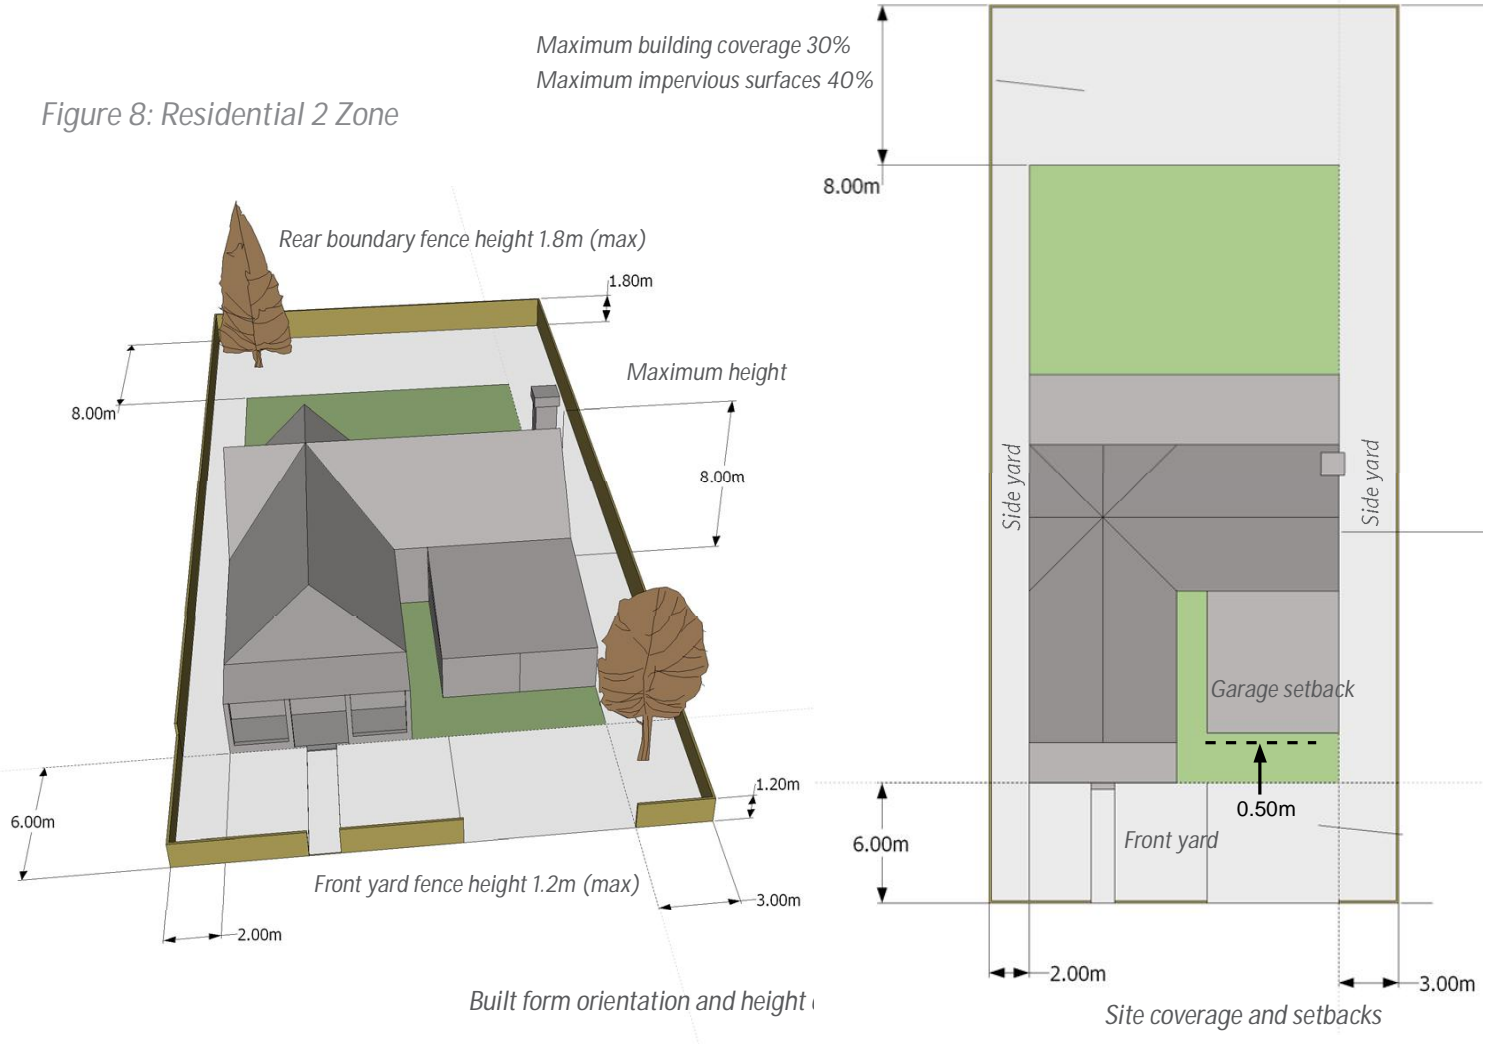 Maximum building coverage 30%
Maximum impervious surfaces 40%
Figure 8: Residential 2 Zone
Rear boundary fence height 1.8m (max)
1.80m
Maximum height
8.00m
8.00m
6.00m
1.20m
Front yard fence height 1.2m (max)
3.00m
2.00m
Built form orientation and height
8.00m
Side yard
Side yard
Garage setback
0.50m
6.00m
Front yard
2.00m
3.00m
Site coverage and setbacks